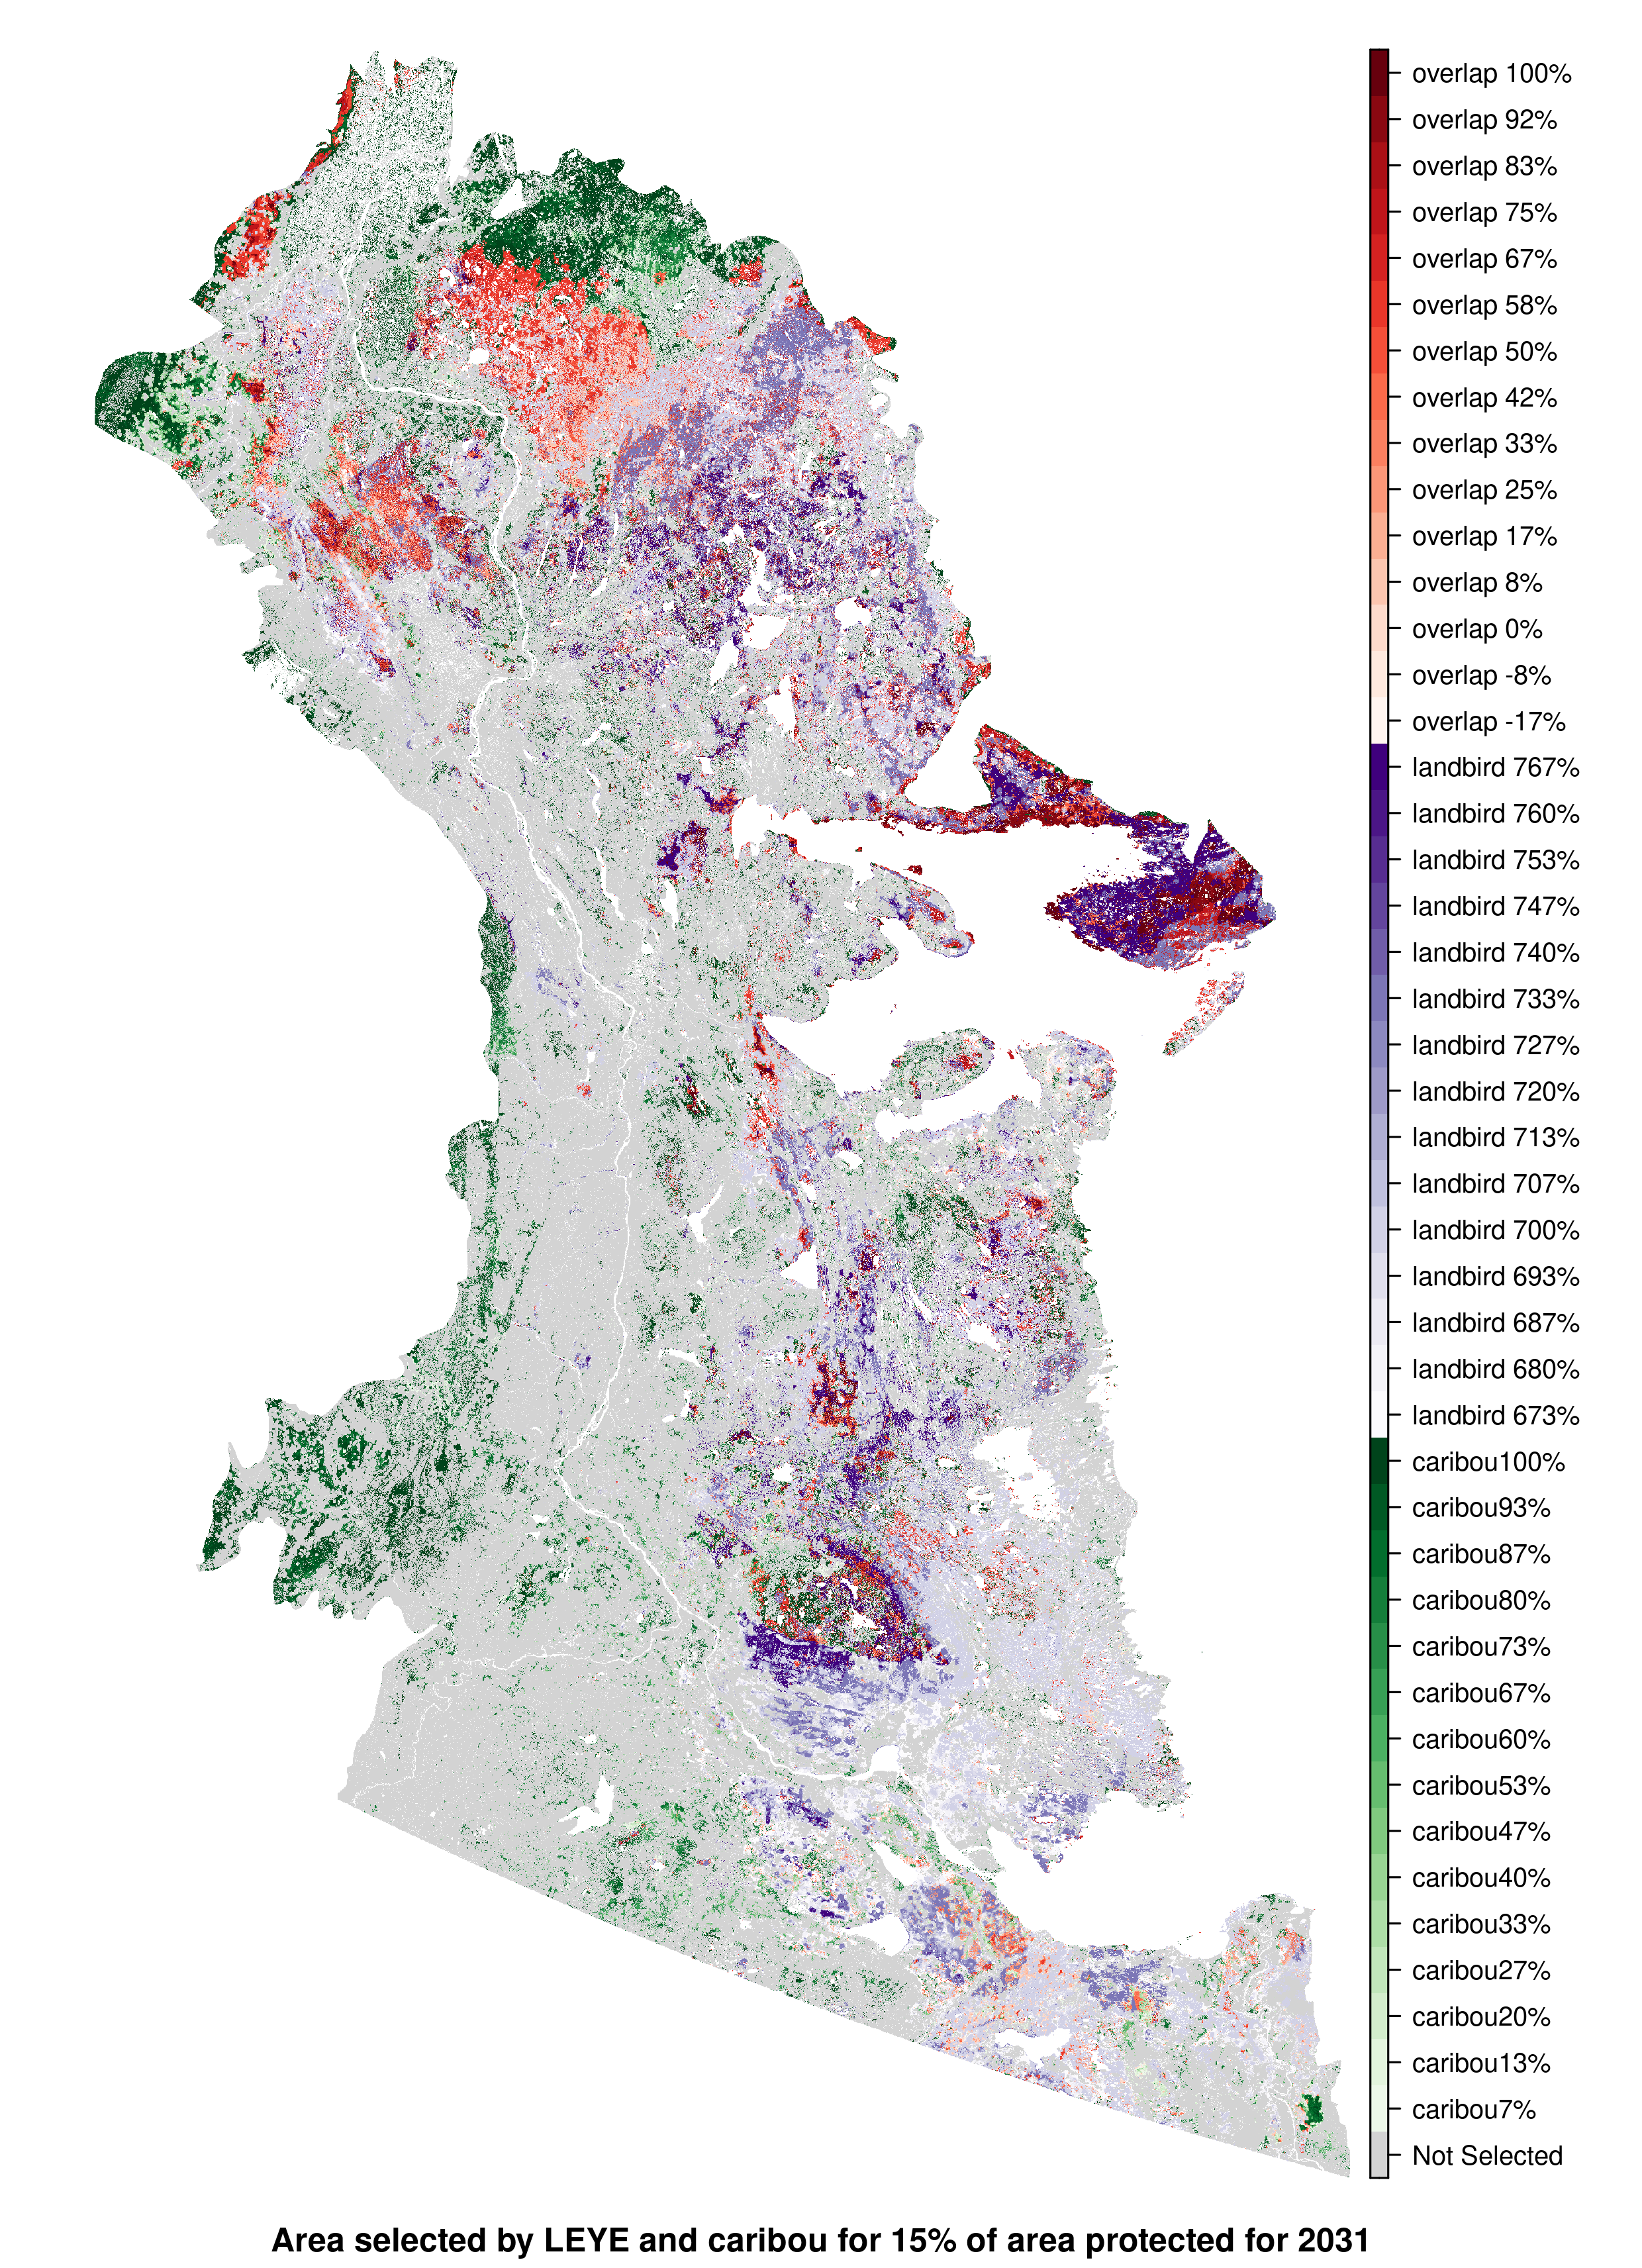 overlap 100%
overlap 92%
overlap 83%
overlap 75%
overlap 67%
overlap 58%
overlap 50%
overlap 42%
overlap 33%
overlap 25%
overlap 17%
overlap 8%
overlap 0%
overlap -8%
overlap -17%
landbird 767%
landbird 760%
landbird 753%
landbird 747%
landbird 740%
landbird 733%
landbird 727%
landbird 720%
landbird 713%
landbird 707%
landbird 700%
landbird 693%
landbird 687%
landbird 680%
landbird 673%
caribou100%
caribou93%
caribou87%
caribou80%
caribou73%
caribou67%
caribou60%
caribou53%
caribou47%
caribou40%
caribou33%
caribou27%
caribou20%
caribou13%
caribou7%
Not Selected
Area selected by LEYE and caribou for 15% of area protected for 2031